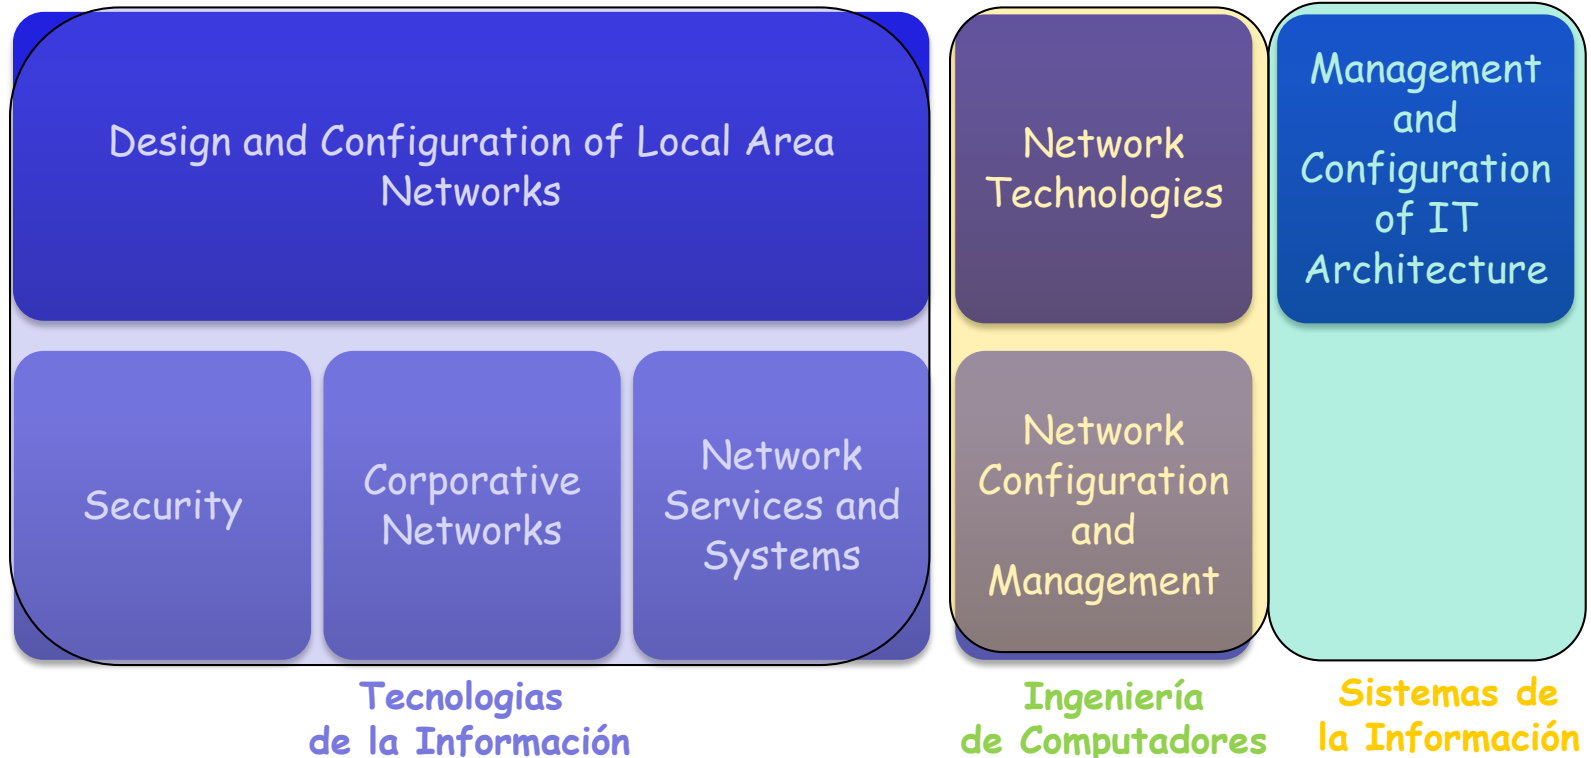 Design and Configuration of Local Area
Networks
Network
Technologies
Management
and
Configuration
of IT
Architecture
Security
Corporative
Networks
Network
Services and
Systems
Network
Configuration
and
Management
Tecnologias
de la Información
Ingeniería
de Computadores
Sistemas de
la Información